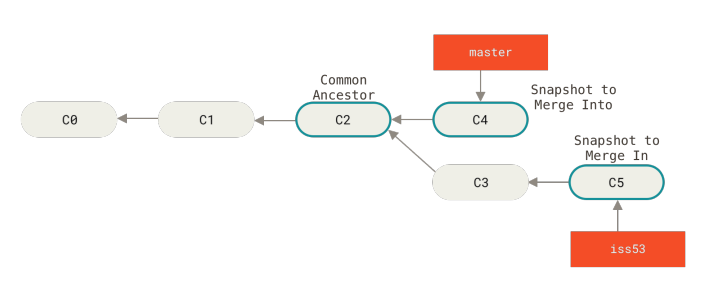 master
Common
Ancestor
Snapshot to
Merge Into
C0
C1
C2
C4
Snapshot to
Merge In
C3
C5
iss53